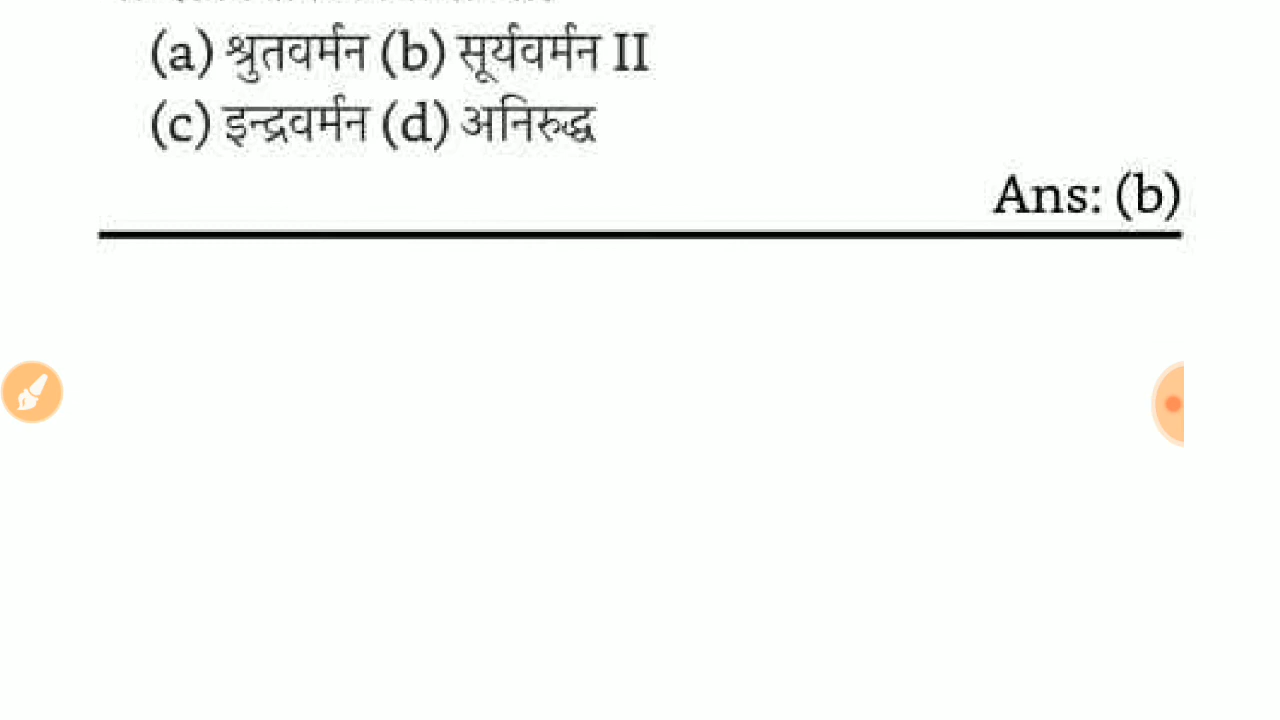 (a) श्रुतवर्मन (b) सूर्यवर्मन II
(c) इन्द्रवर्मन (d) अनिरुद्ध
Ans: (b)